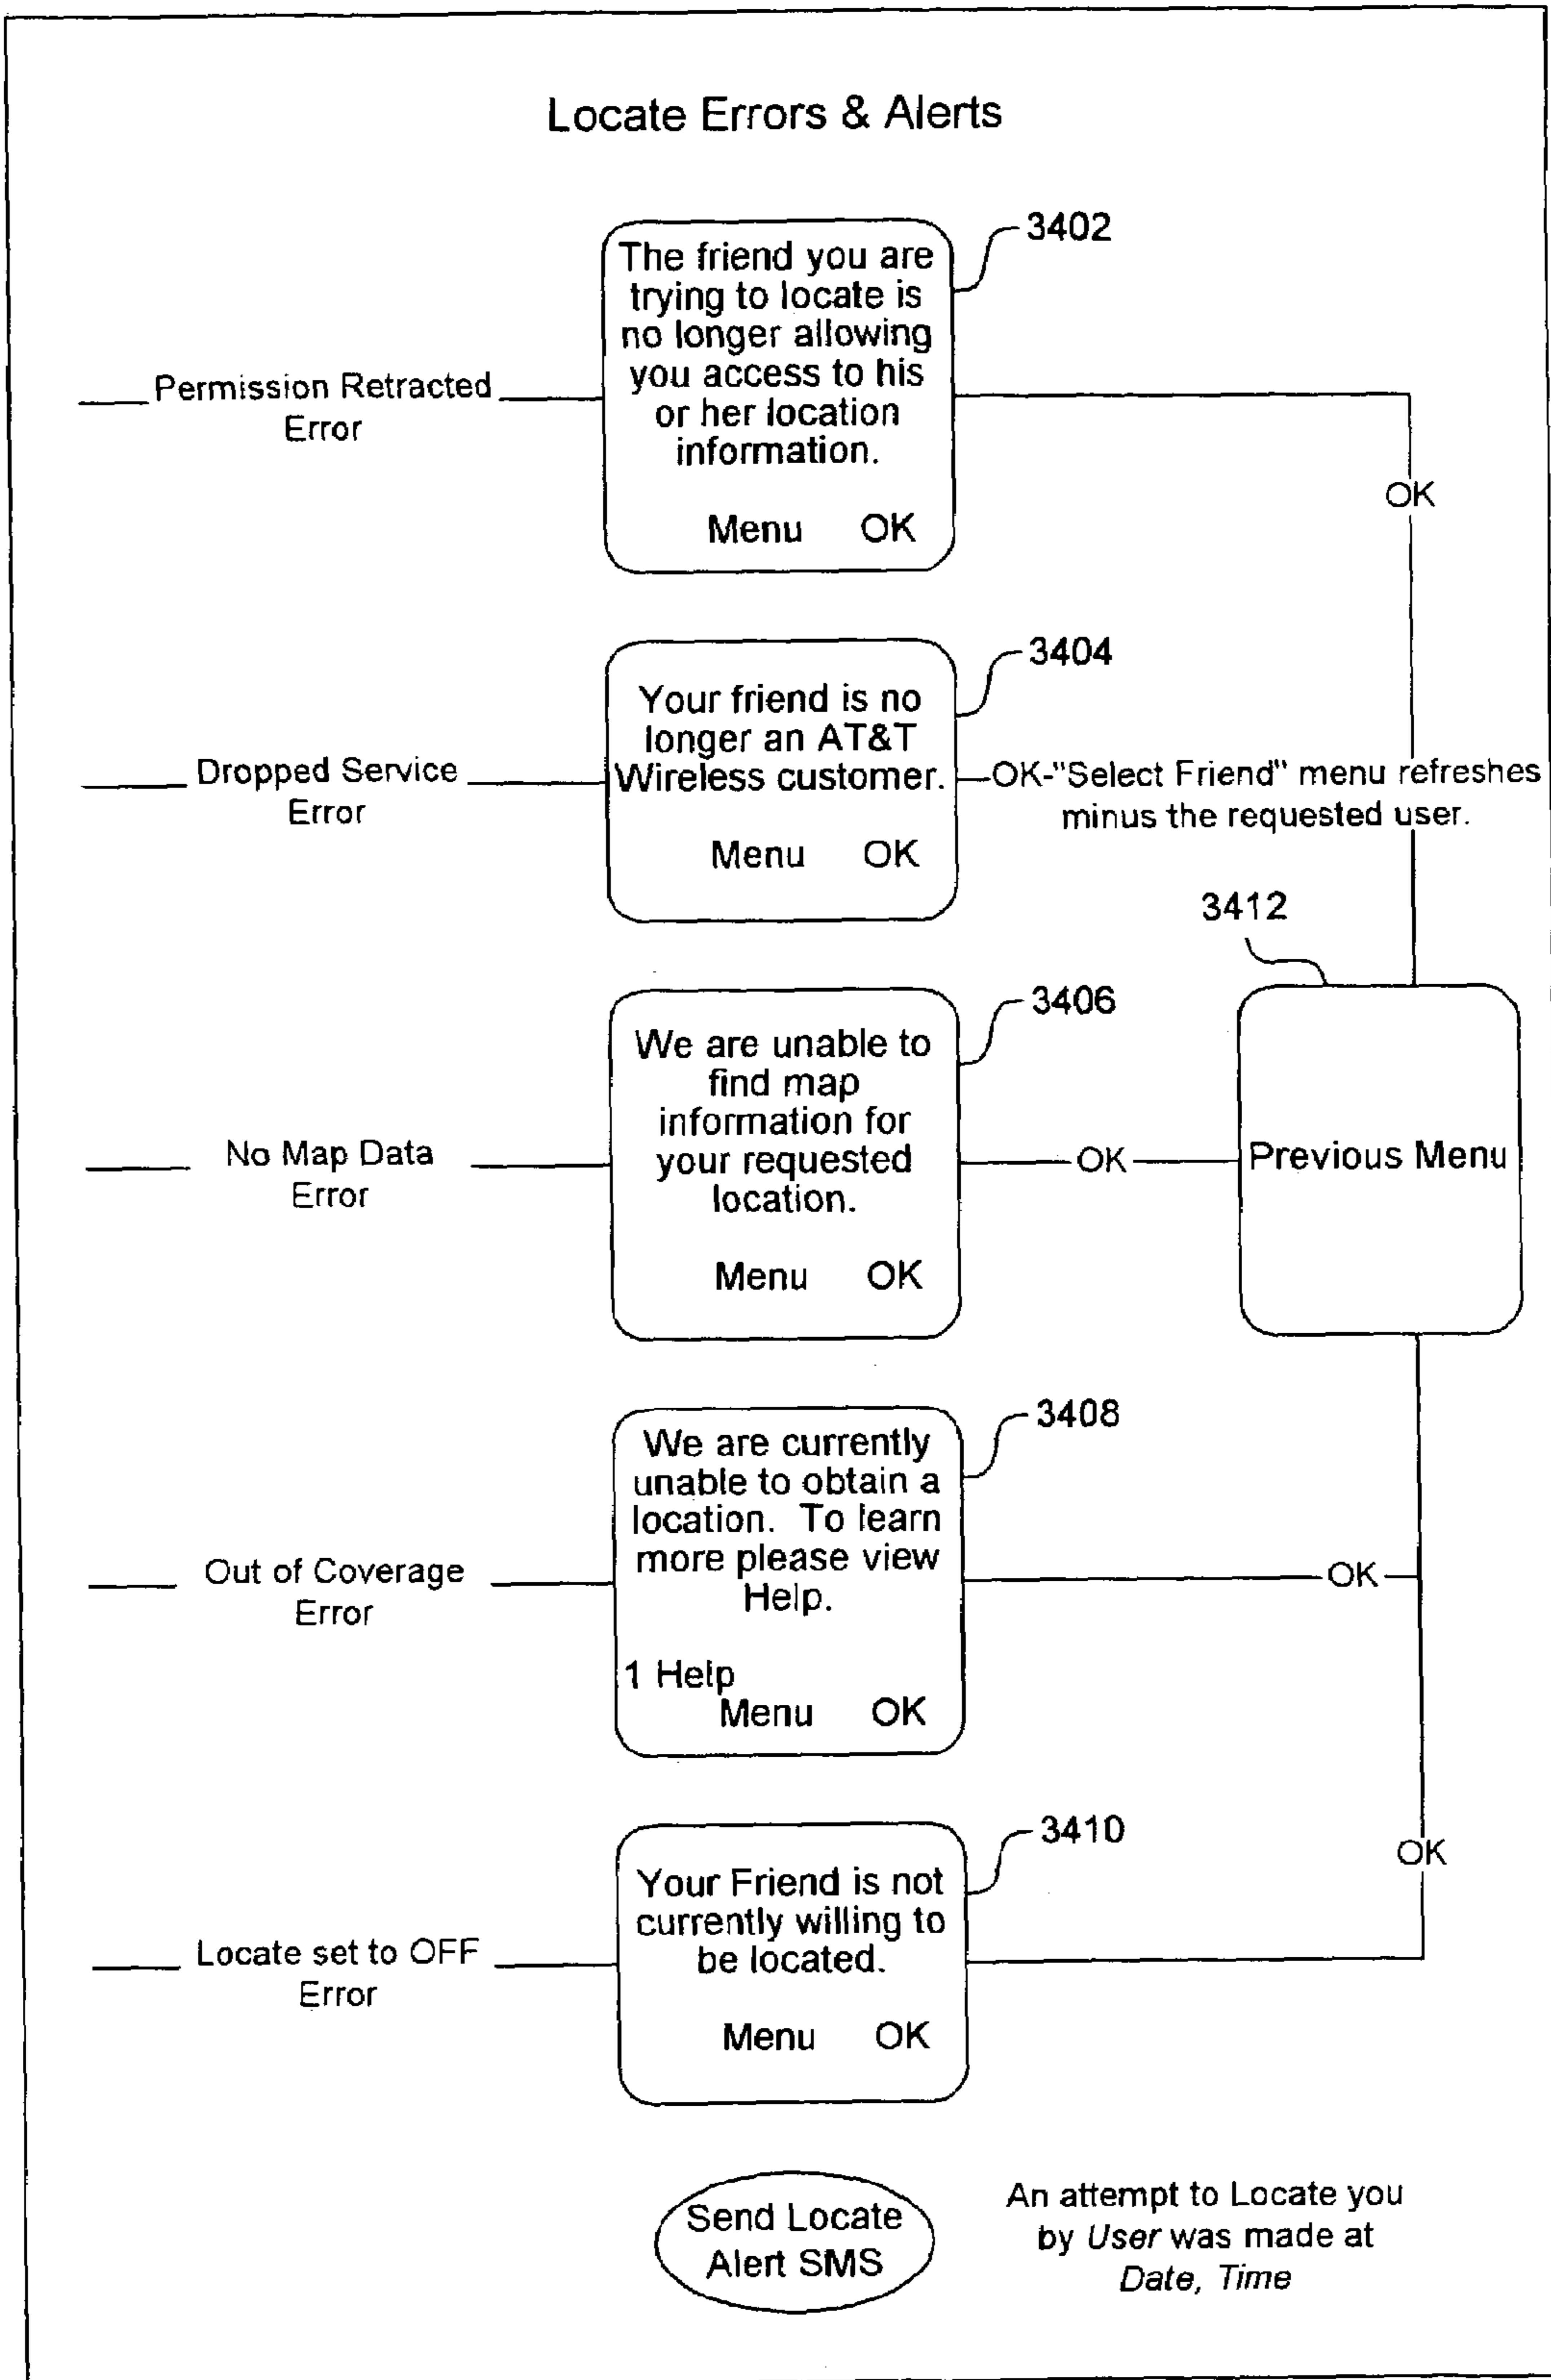 Locate Errors & Alerts
3402
The friend you are
trying to locate is
no longer allowing
you access to his
or her location
information.
Menu OK
Permission Retracted
Error
OK
3404
Your friend is no
longer an AT&T
Wireless customer.
Menu OK
Dropped Service
Error
OK-"Select Friend" menu refreshes
minus the requested user.
3412
3406
We are unable to
find map
information for
your requested
location.
Menu OK
No Map Data
Error
OK
Previous Menu
3408
We are currently
unable to obtain a
location. To learn
more please view
Help.
1 Help
Menu OK
Out of Coverage
Error
OK
3410
Your Friend is not
currently willing to
be located.
Menu OK
Locate set to OFF
Error
OK
Send Locate
Alert SMS
An attempt to Locate you
by User was made at
Date, Time